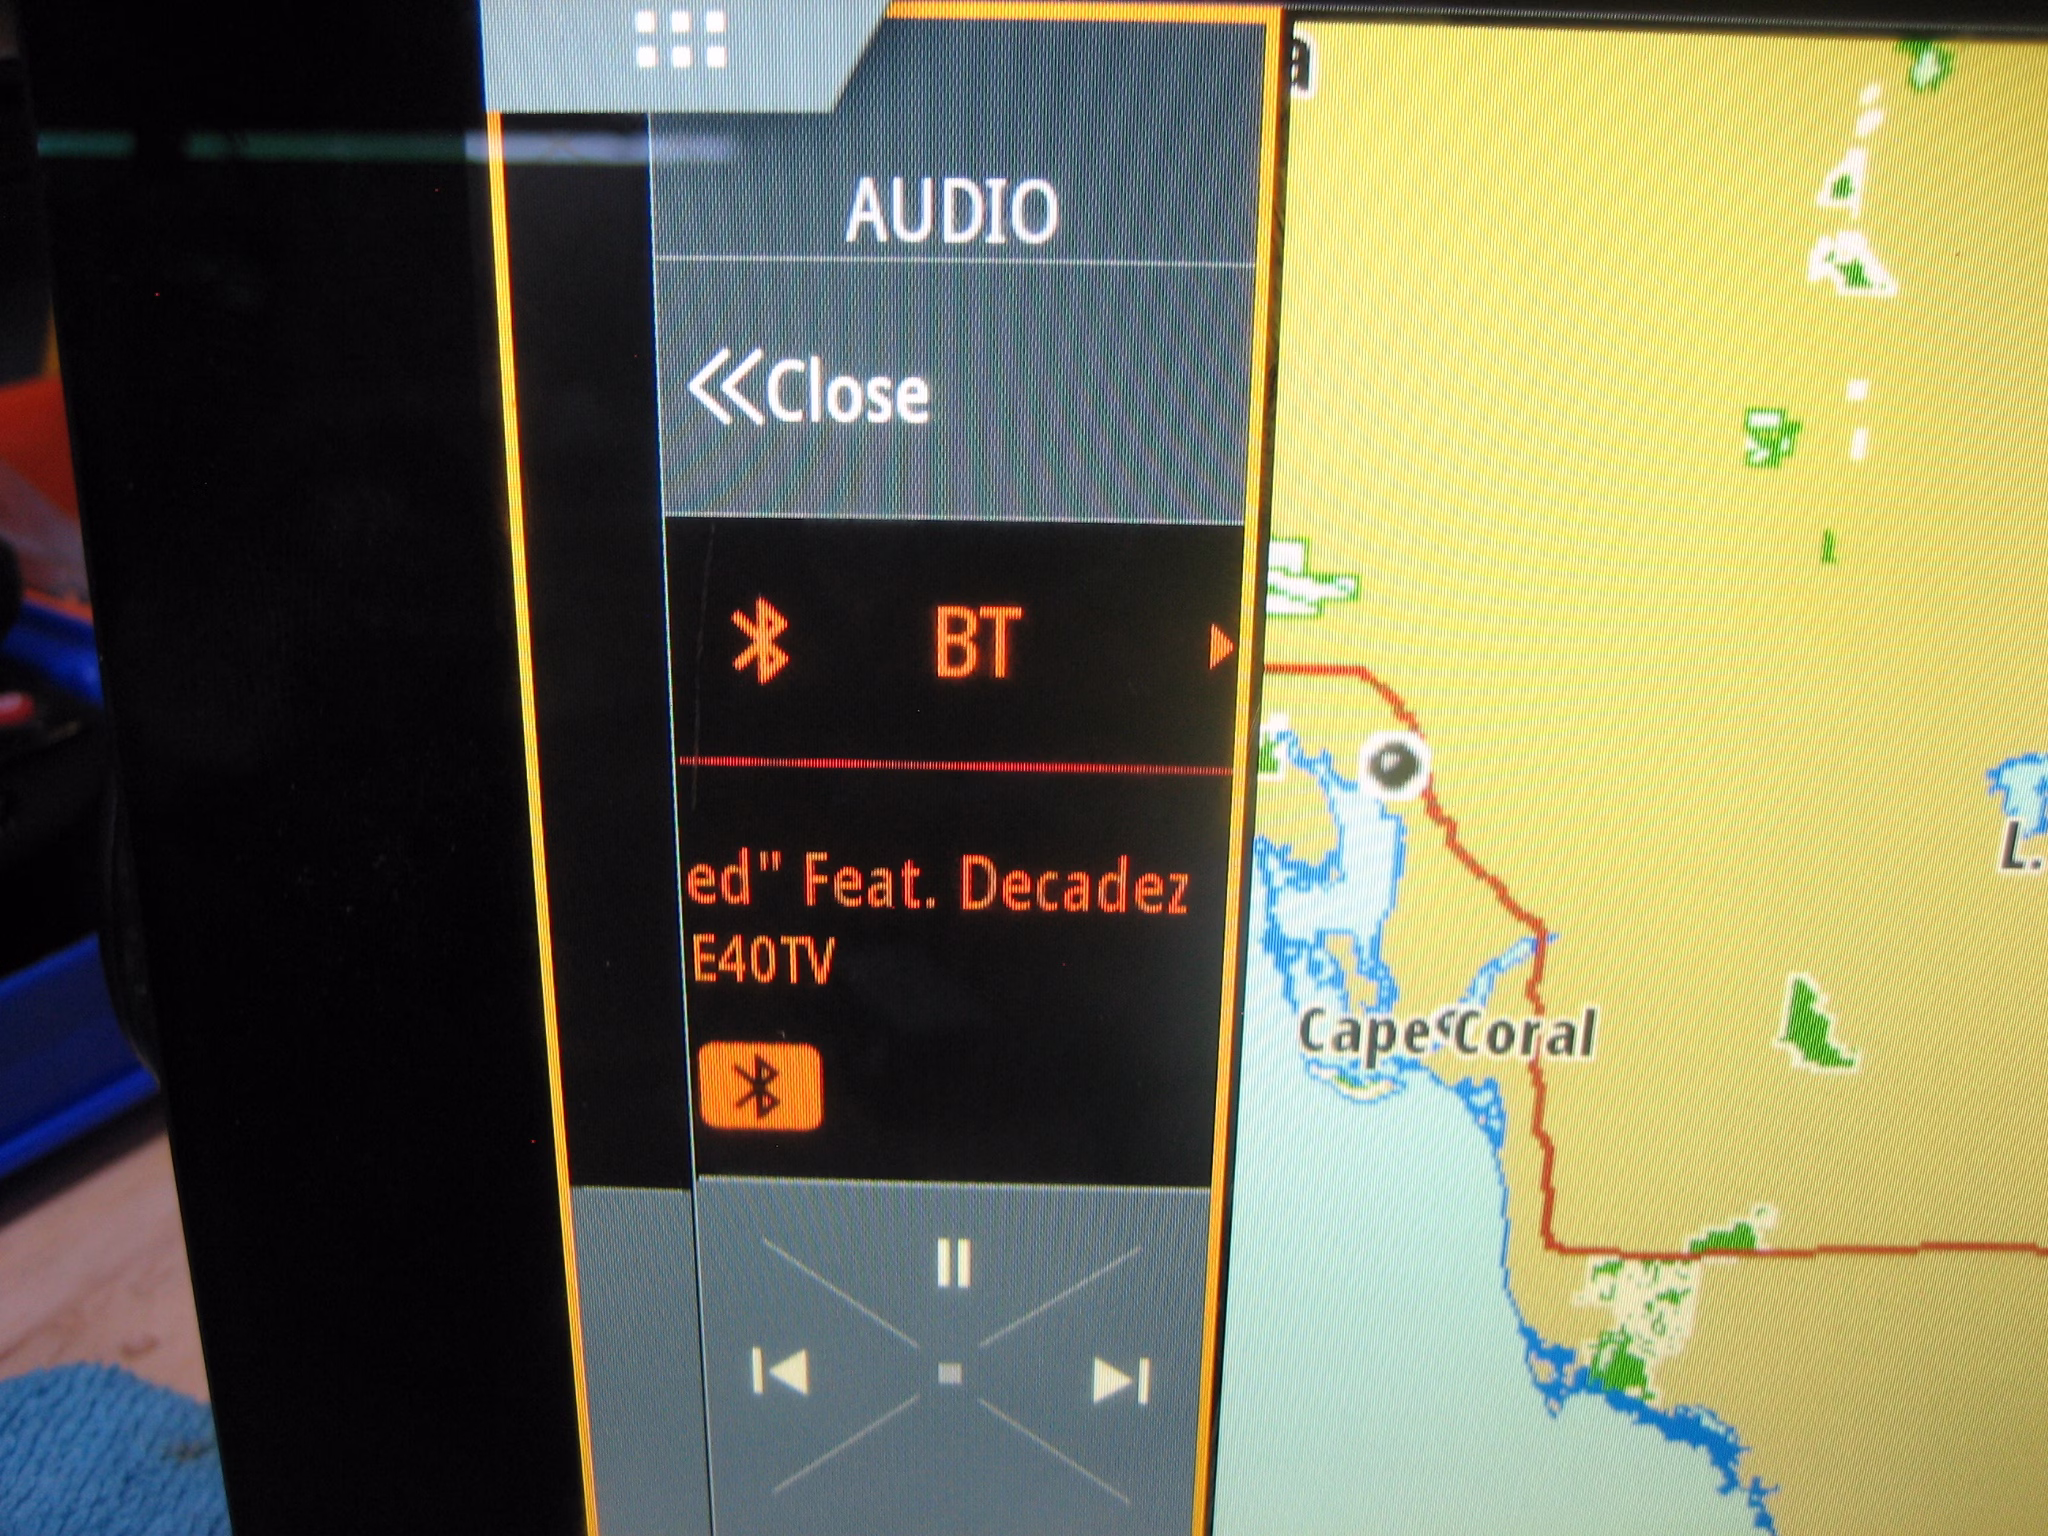 AUDIO
Close
BT
ed" Feat. Decadez
E40TV
a
L.
Cape Coral